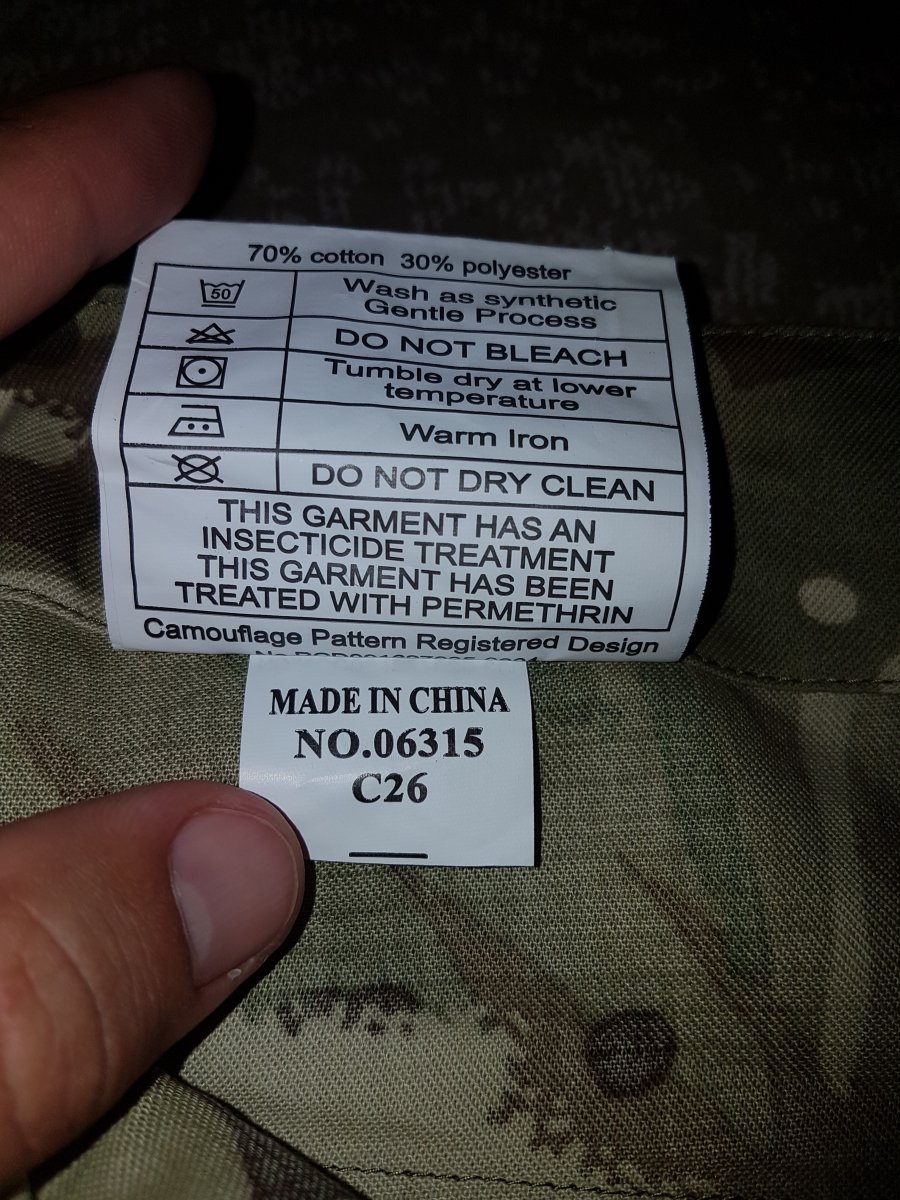 70% cotton 30% polyester
50
Wash as synthetic
Gentle Process
DO NOT BLEACH
Tumble dry at lower
temperature
Warm Iron
DO NOT DRY CLEAN
THIS GARMENT HAS AN
INSECTICIDE TREATMENT
THIS GARMENT HAS BEEN
TREATED WITH PERMETHRIN
Camouflage Pattern Registered Design
MADE IN CHINA
NO.06315
C26